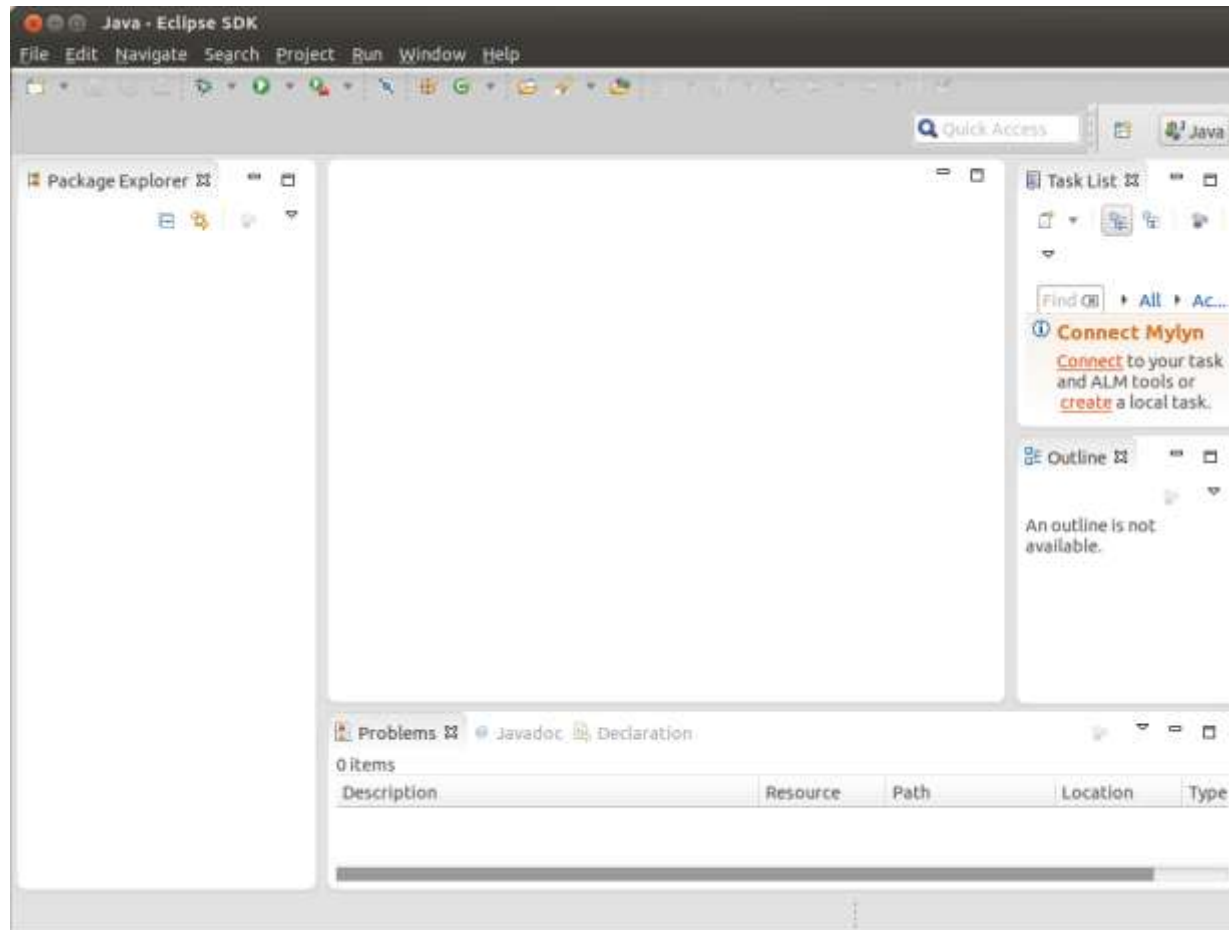 Java - Eclipse SDK
File Edit Navigate Search Project Run Window Help
Quick Access
Java
Package Explorer
Task List
Find
All
Ac...
Connect Mylyn
Connect to your task
and ALM tools or
create a local task.
Outline
An outline is not
available.
Problems
Javadoc
Declaration
0 items
Description Resource Path Location Type